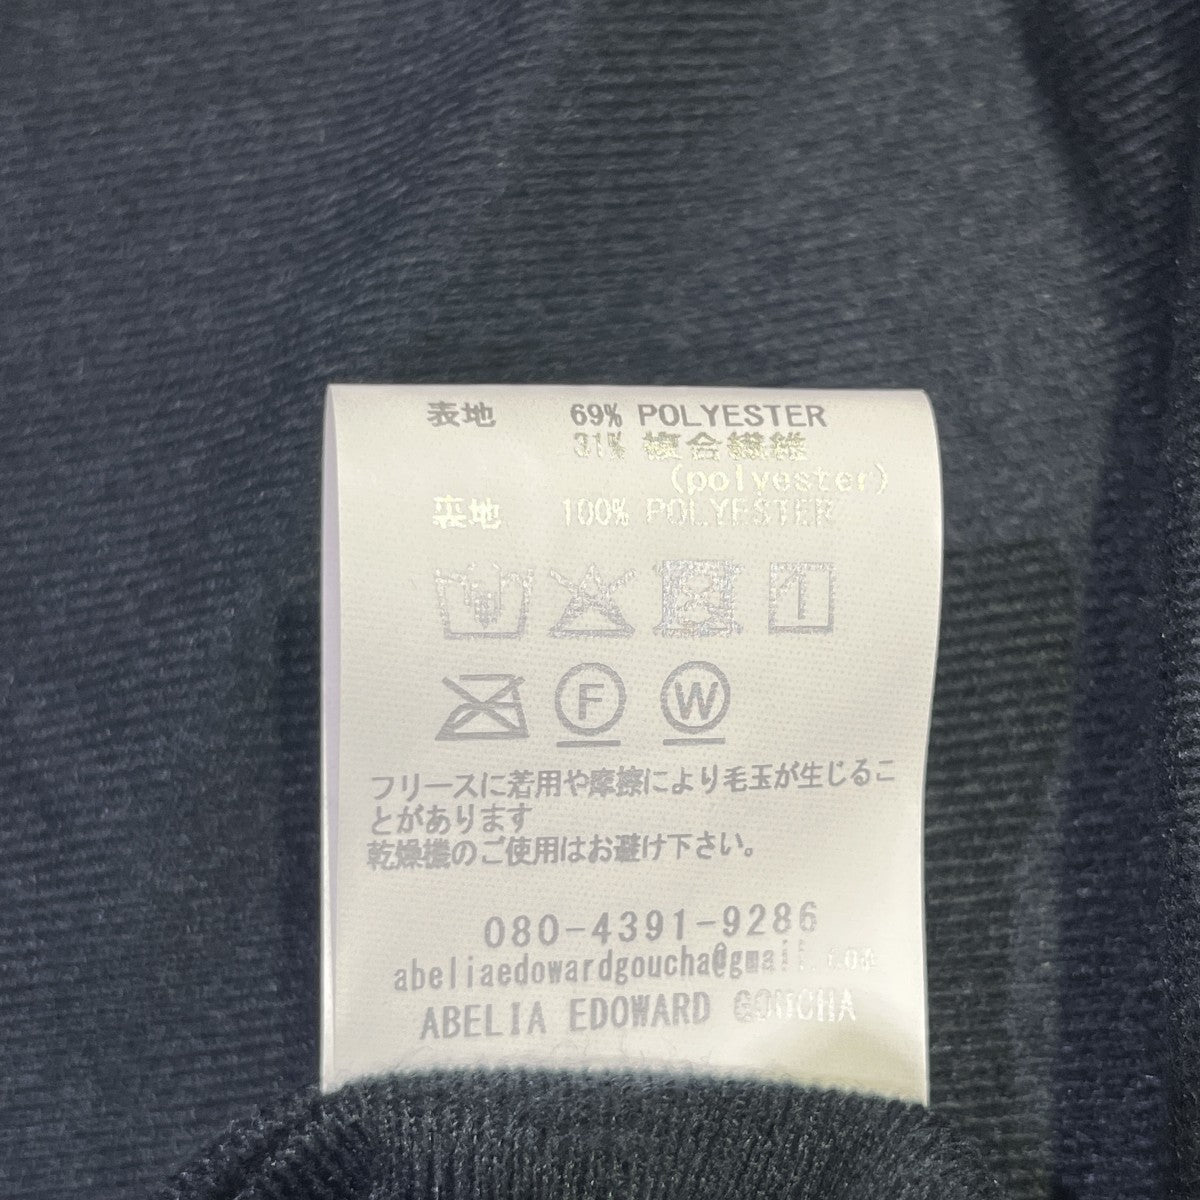 表地 69% POLYESTER
31% 複合繊維
(polyester)
衿地 100% POLYESTER
F W
フリースに着用や摩擦により毛玉が生じるこ
とがあります
乾燥機のご使用はお避け下さい。
080-4391-9286
abeliaedowardgoucha@gmail.com
ABELIA EDOWARD GOUCHA